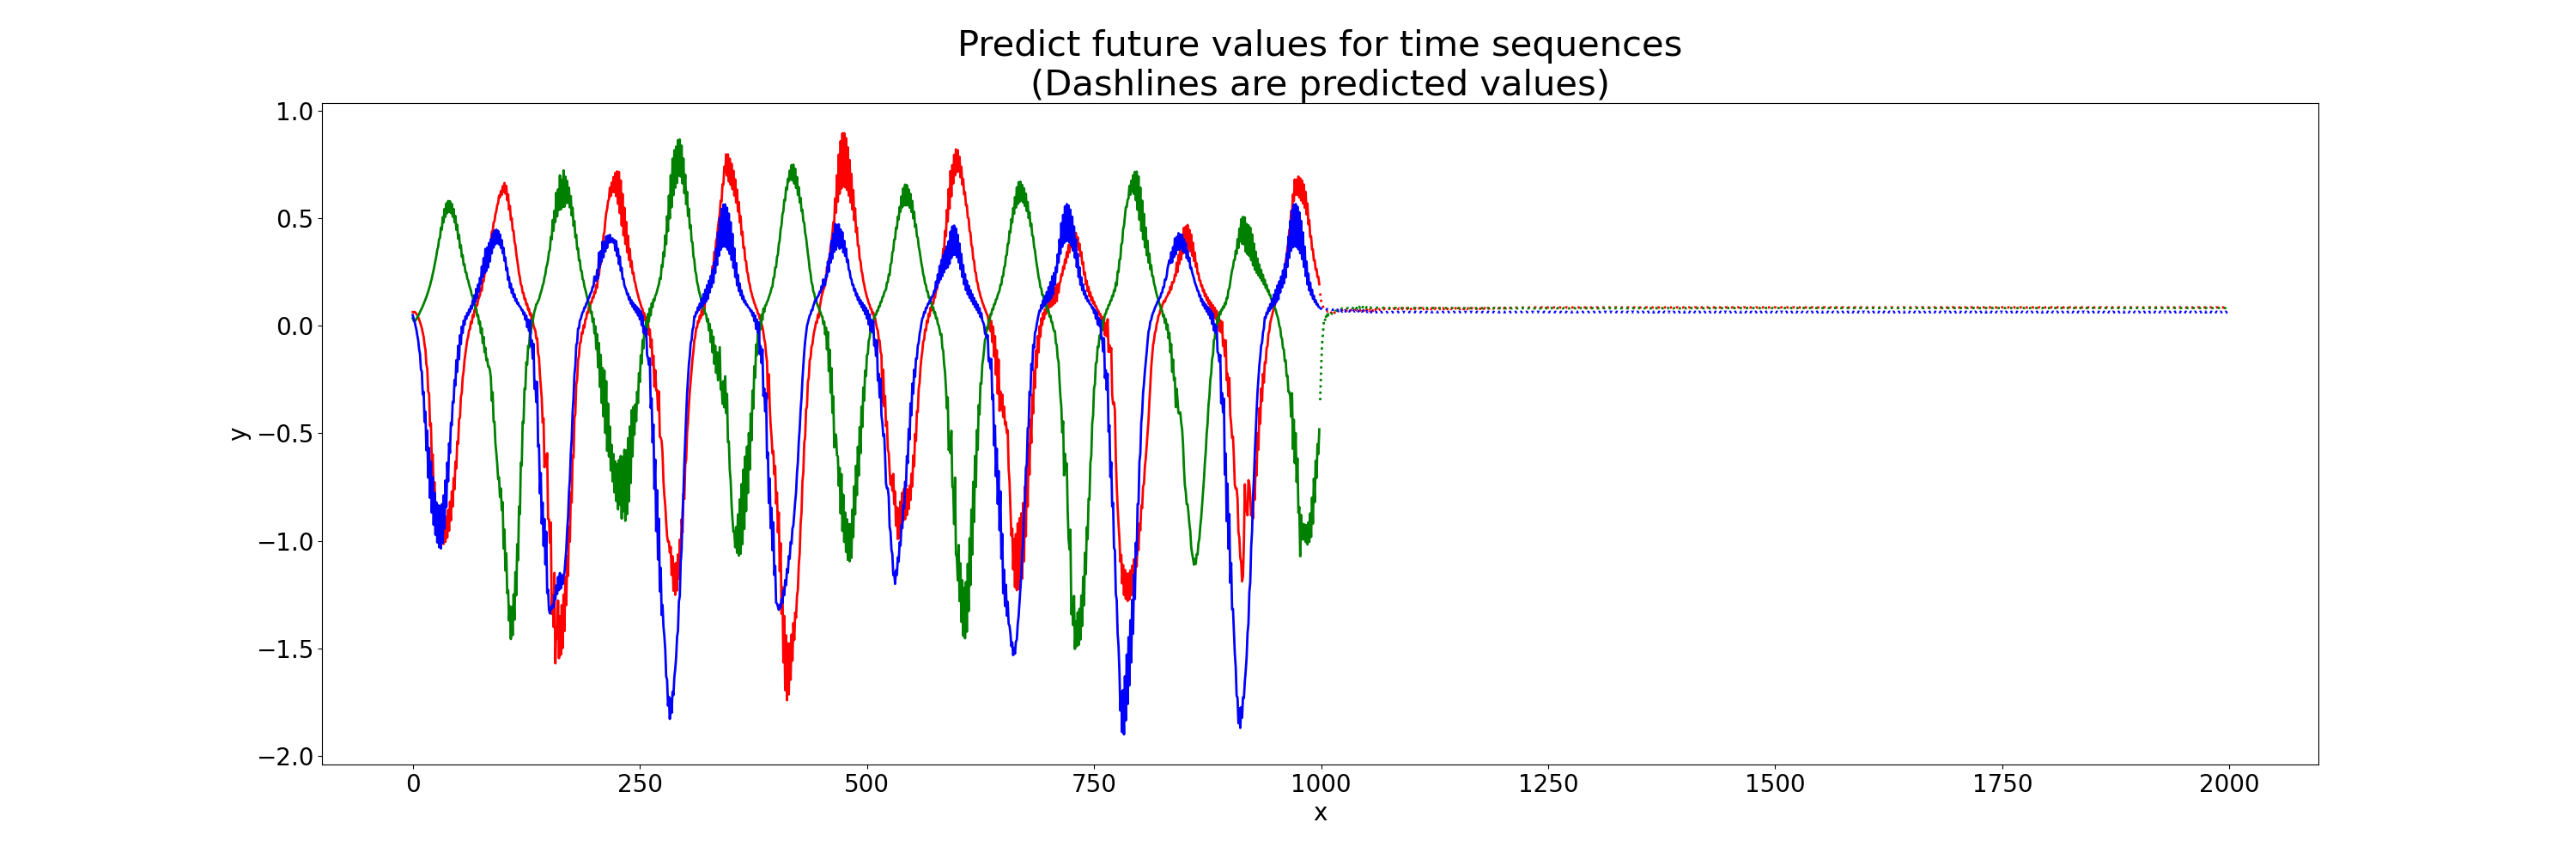 Predict future values for time sequences
(Dashlines are predicted values)
1.0
0.5
0.0
−0.5
−1.0
−1.5
−2.0
y
0 250 500 750 1000 1250 1500 1750 2000
x